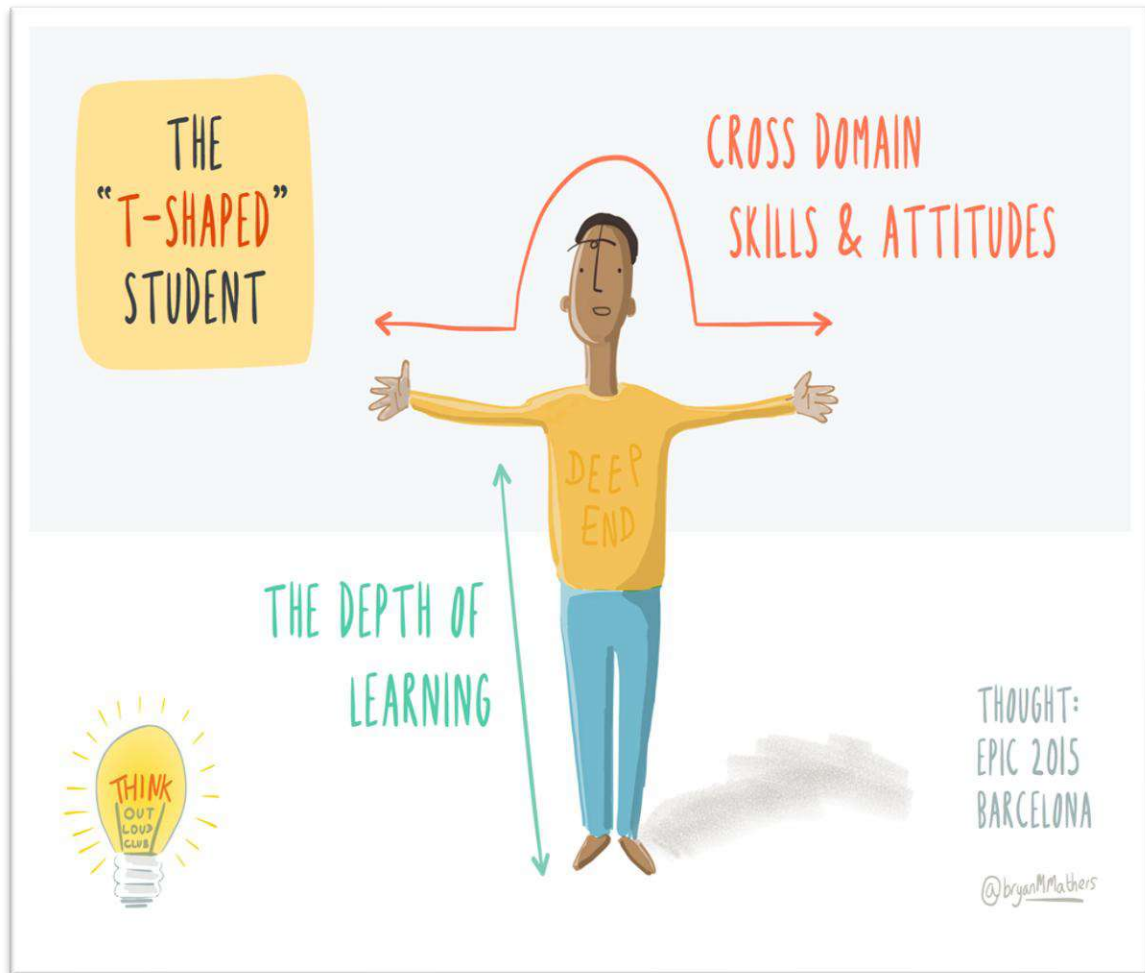 THE
“T-SHAPED”
STUDENT
CROSS DOMAIN
SKILLS & ATTITUDES
DEEP
END
THE DEPTH OF
LEARNING
THINK
OUT
LOUD
CLUB
THOUGHT:
EPIC 2015
BARCELONA
@bryanMMathers